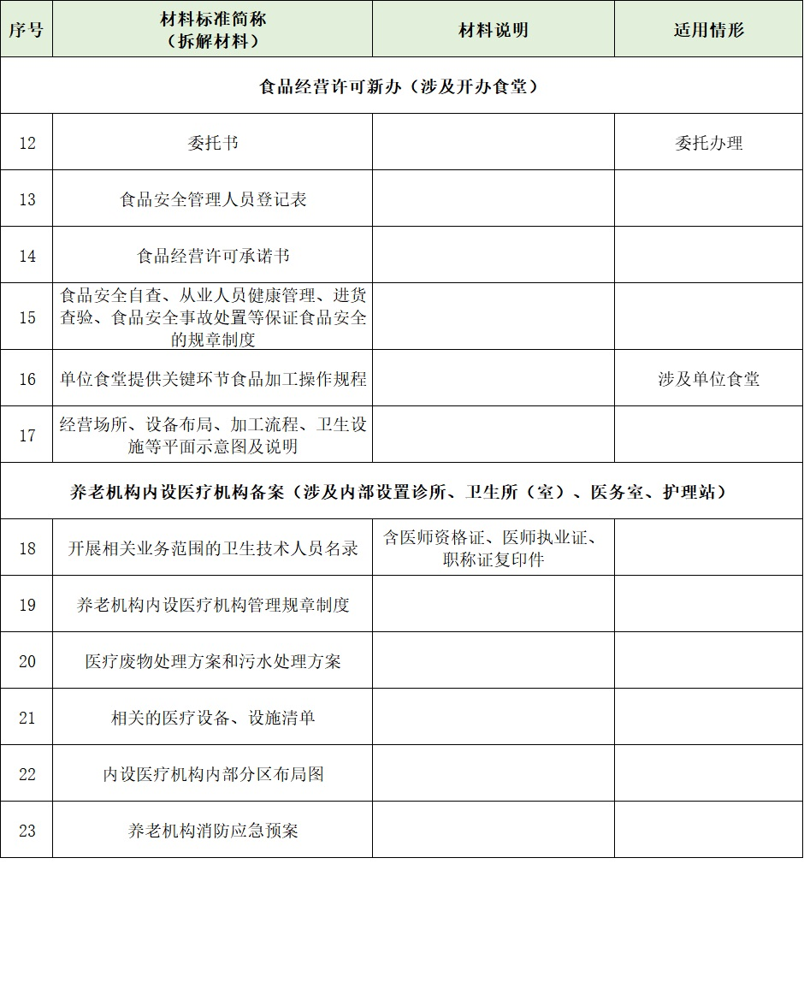 序号
材料标准简称
（拆解材料）
材料说明
适用情形
食品经营许可新办（涉及开办食堂）
12
委托书
委托办理
13
食品安全管理人员登记表
14
食品经营许可承诺书
15
食品安全自查、从业人员健康管理、进货
查验、食品安全事故处置等保证食品安全
的规章制度
16
单位食堂提供关键环节食品加工操作规程
涉及单位食堂
17
经营场所、设备布局、加工流程、卫生设
施等平面示意图及说明
养老机构内设医疗机构备案（涉及内部设置诊所、卫生所（室）、医务室、护理站）
18
开展相关业务范围的卫生技术人员名录
含医师资格证、医师执业证、
职称证复印件
19
养老机构内设医疗机构管理规章制度
20
医疗废物处理方案和污水处理方案
21
相关的医疗设备、设施清单
22
内设医疗机构内部分区布局图
23
养老机构消防应急预案